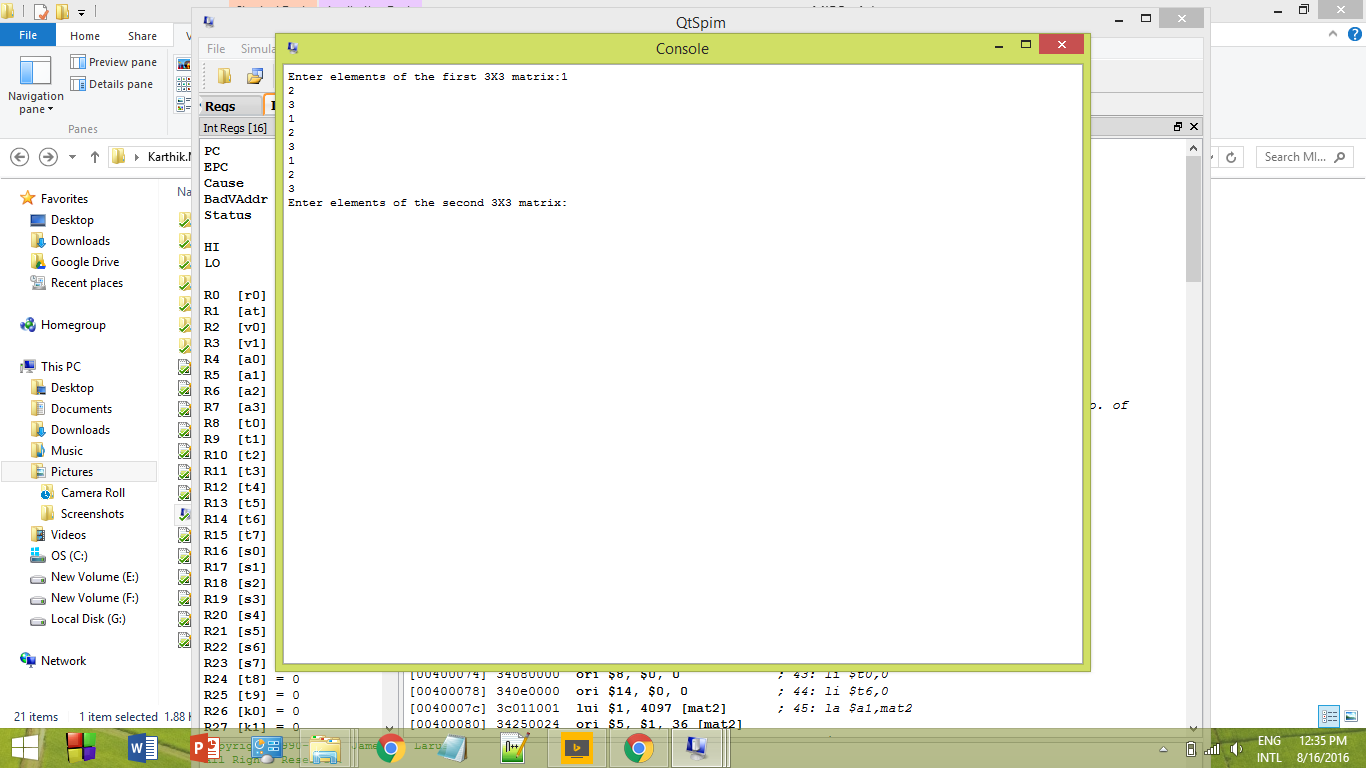 QtSpim
File
Home
Share
File
Simula
Console
Preview pane
Details pane
Navigation
pane
Panes
Regs
Int Regs [16]
Enter elements of the first 3X3 matrix:1
2
3
1
2
3
1
2
3
Enter elements of the second 3X3 matrix:
Karthik.
Search MI...
Na
Favorites
Desktop
Downloads
Google Drive
Recent places
Homegroup
This PC
Desktop
Documents
Downloads
Music
Pictures
Camera Roll
Screenshots
Videos
OS (C:)
New Volume (E:)
New Volume (F:)
Local Disk (G:)
Network
PC
EPC
Cause
BadVAddr
Status
HI
LO
R0 [r0]
R1 [at]
R2 [v0]
R3 [v1]
R4 [a0]
R5 [a1]
R6 [a2]
R7 [a3]
R8 [t0]
R9 [t1]
R10 [t2]
R11 [t3]
R12 [t4]
R13 [t5]
R14 [t6]
R15 [t7]
R16 [s0]
R17 [s1]
R18 [s2]
R19 [s3]
R20 [s4]
R21 [s5]
R22 [s6]
R23 [s7]
R24 [t8] = 0
R25 [t9] = 0
R26 [k0] = 0
R27 [k1] = 0
of
[00400074] 34080000 ori $8, $0, 0 ; 43: li $t0,0
[00400078] 340e0000 ori $14, $0, 0 ; 44: li $t6,0
[0040007c] 3c011001 lui $1, 4097 [mat2] ; 45: la $a1,mat2
[00400080] 34250024 ori $5, $1, 36 [mat2]
21 items
1 item selected
1.88 K
ENG
INTL
12:35 PM
8/16/2016